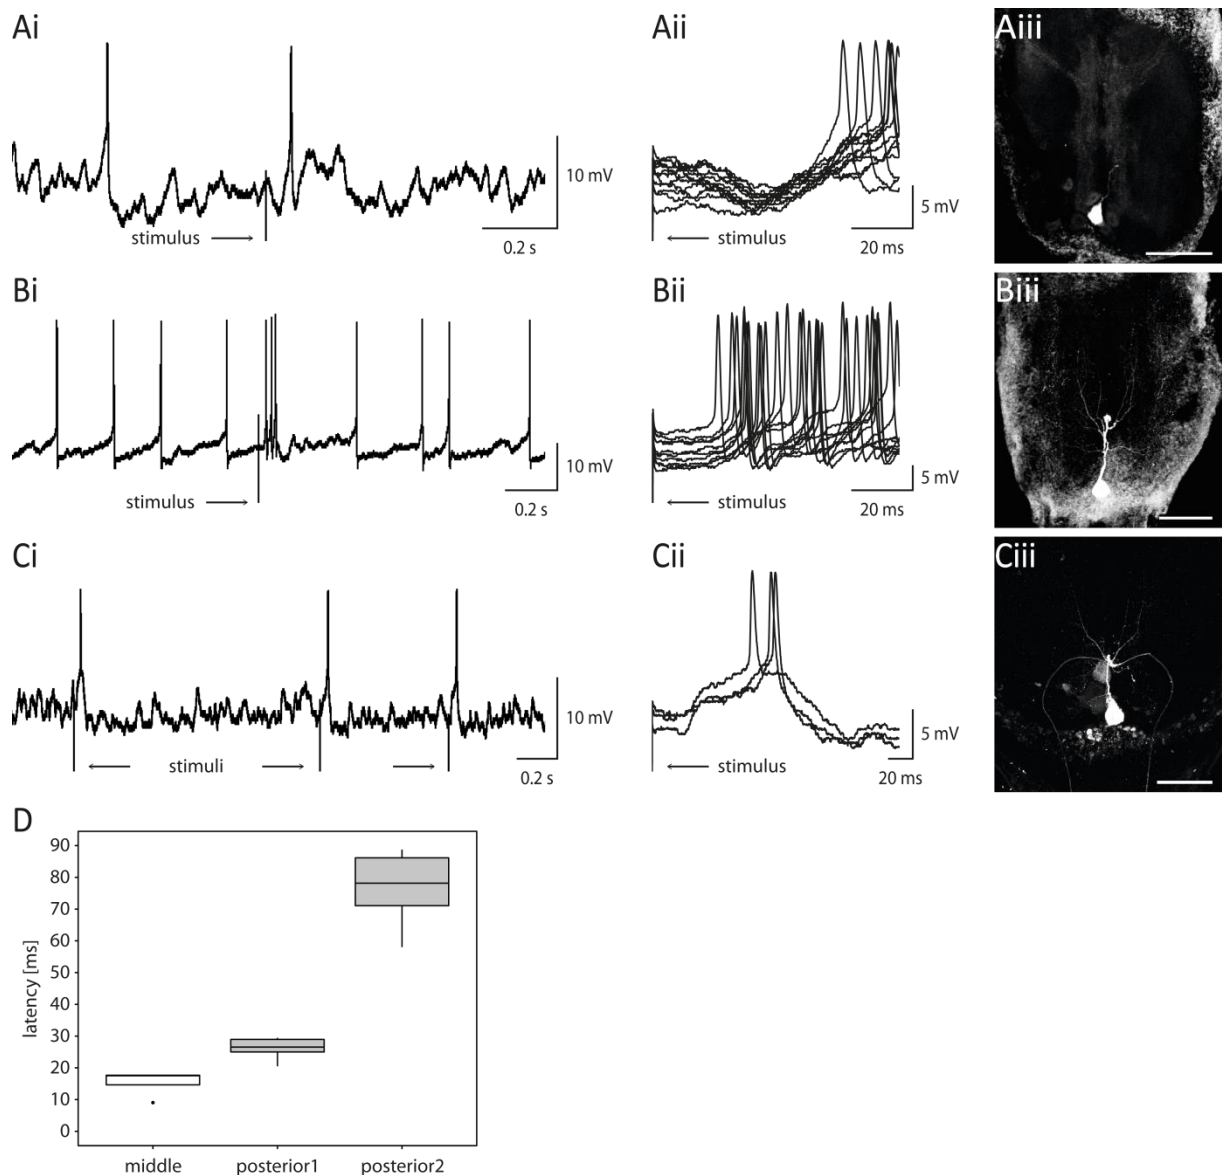 Ai
10 mV
stimulus
0.2 s
Aii
5 mV
stimulus
20 ms
Aiii
Bi
10 mV
stimulus
0.2 s
Bii
5 mV
stimulus
20 ms
Biii
Ci
10 mV
stimuli
0.2 s
Cii
5 mV
stimulus
20 ms
Ciii
D
latency [ms]
90
80
70
60
50
40
30
20
10
0
middle posterior1 posterior2